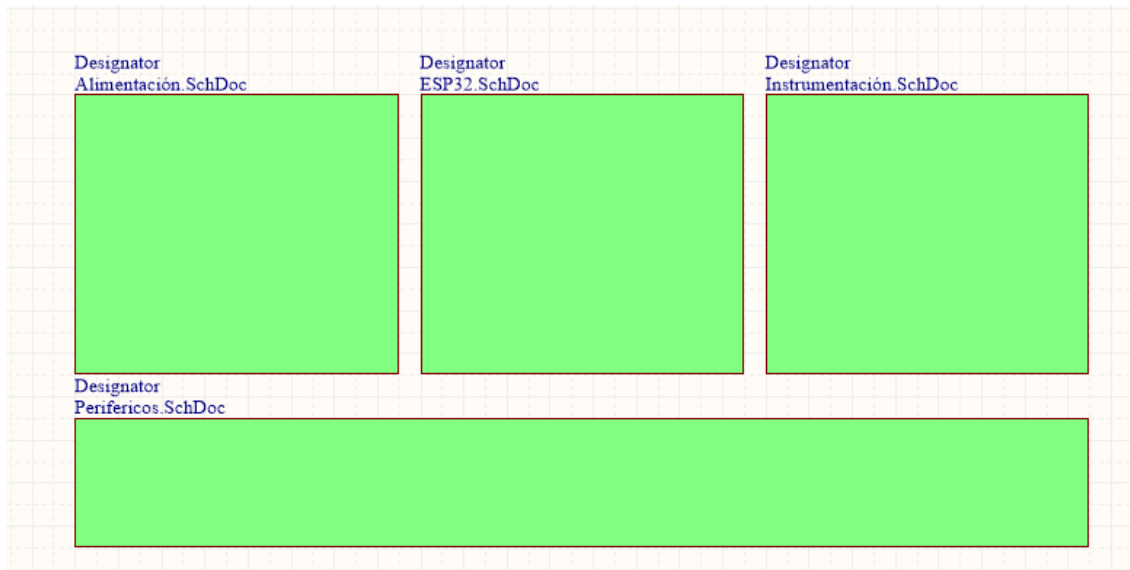 Designator
Alimentación.SchDoc
Designator
ESP32.SchDoc
Designator
Instrumentación.SchDoc
Designator
Perifericos.SchDoc